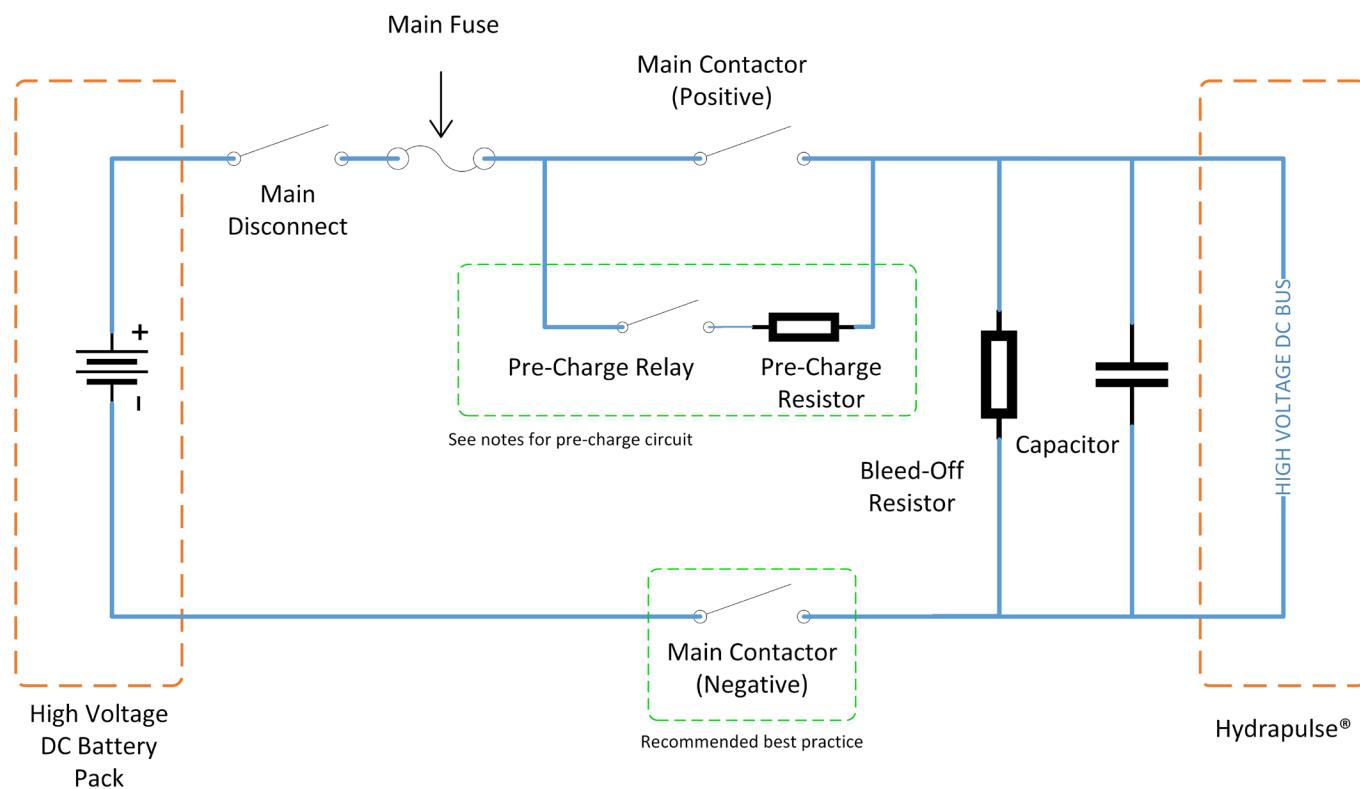 Main Fuse
Main Contactor
(Positive)
Main
Disconnect
+
Pre-Charge Relay
Pre-Charge
Resistor
See notes for pre-charge circuit
HIGH VOLTAGE DC BUS
Capacitor
Bleed-Off
Resistor
Main Contactor
(Negative)
Recommended best practice
High Voltage
DC Battery
Pack
Hydrapulse®